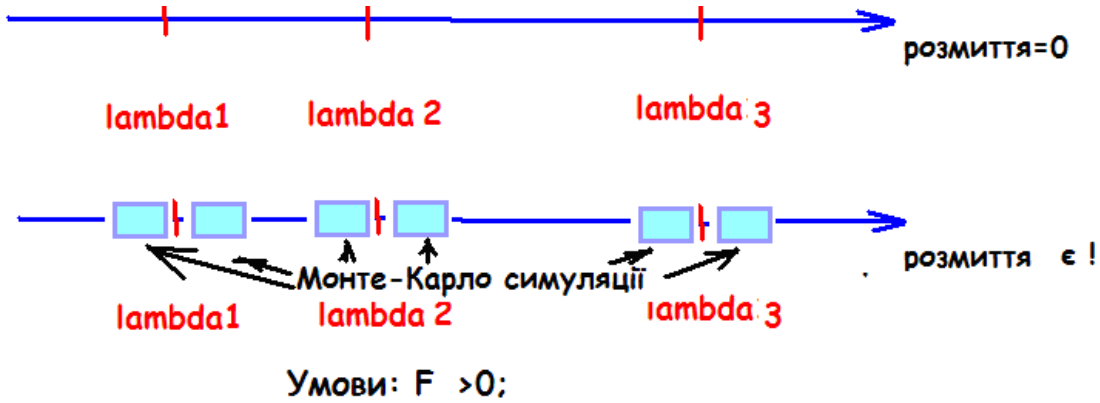 розмиття=0
lambda1 lambda 2 lambda 3
Монте-Карло симуляції
розмиття є !
lambda1 lambda 2 lambda 3
Умови: F >0;